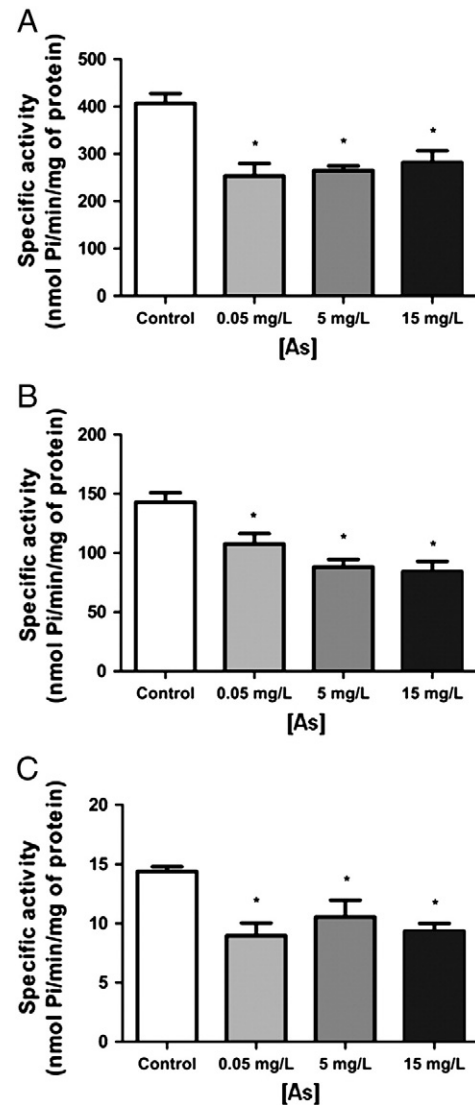 A
Specific activity
(nmol Pi/min/mg of protein)
500
400
300
200
100
0
*
*
*
Control
0.05 mg/L
5 mg/L
15 mg/L
[As]
B
Specific activity
(nmol Pi/min/mg of protein)
200
150
100
50
0
*
*
*
Control
0.05 mg/L
5 mg/L
15 mg/L
[As]
C
Specific activity
(nmol Pi/min/mg of protein)
20
15
10
5
0
*
*
*
Control
0.05 mg/L
5 mg/L
15 mg/L
[As]